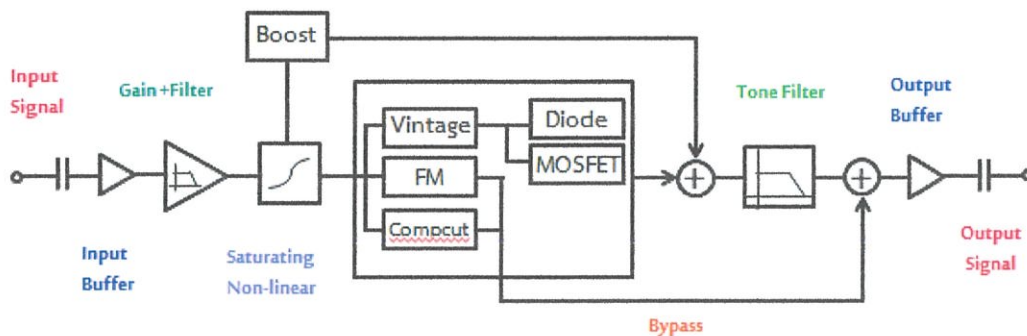 Boost
Input
Signal
Gain+Filter
Vintage
Diode
MOSFET
FM
Compcut
Tone Filter
Output
Buffer
Input
Buffer
Saturating
Non-linear
Output
Signal
Bypass